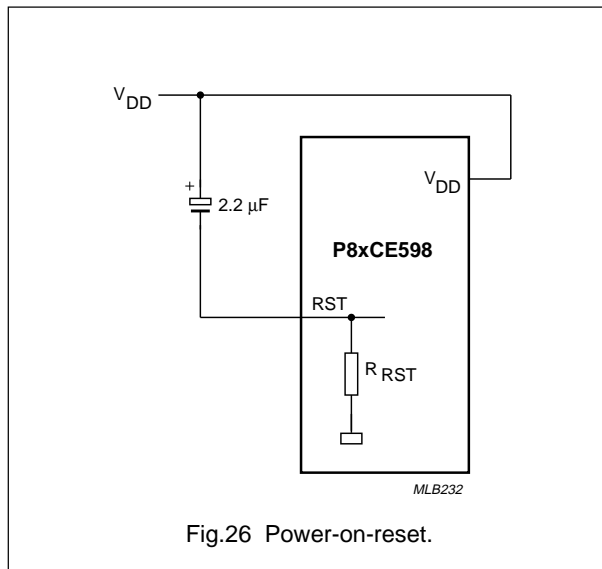 V DD
V DD
+
2.2 μF
P8xCE598
RST
R RST
MLB232
Fig.26 Power-on-reset.